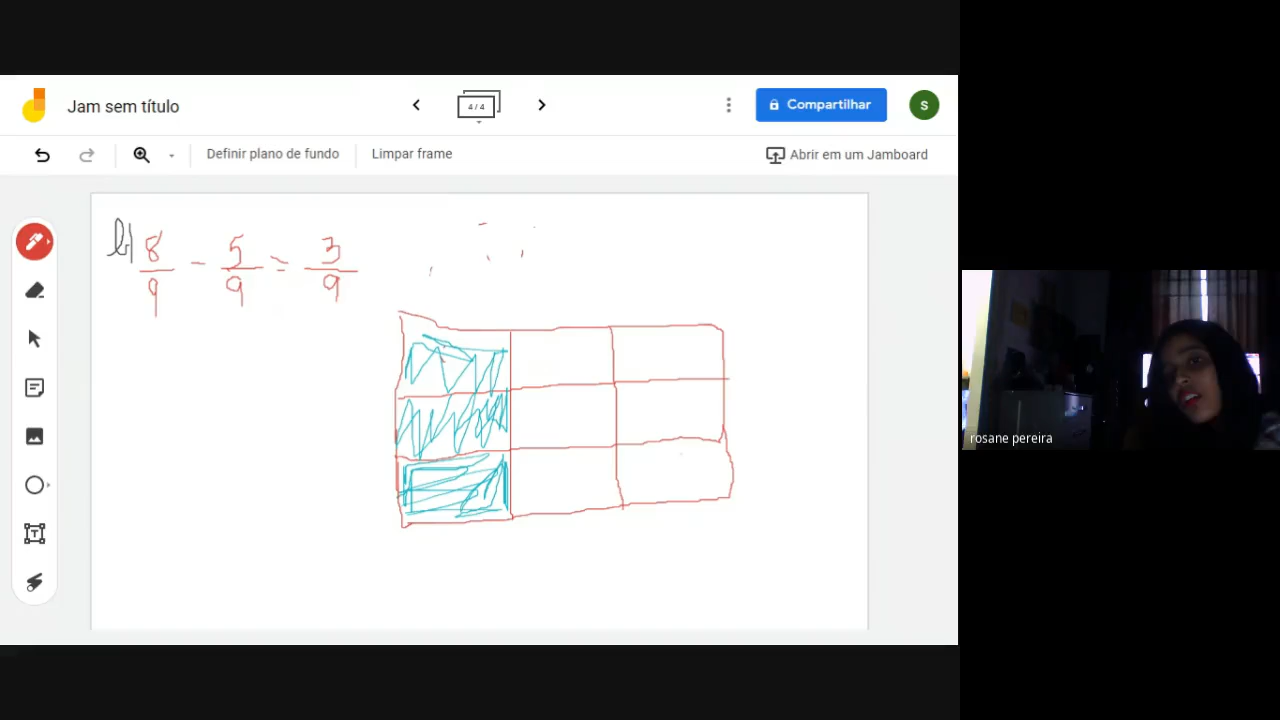 Jam sem título
4 / 4
Compartilhar
S
Definir plano de fundo
Limpar frame
Abrir em um Jamboard
b) 8/9 - 5/9 = 3/9
T
rosane pereira